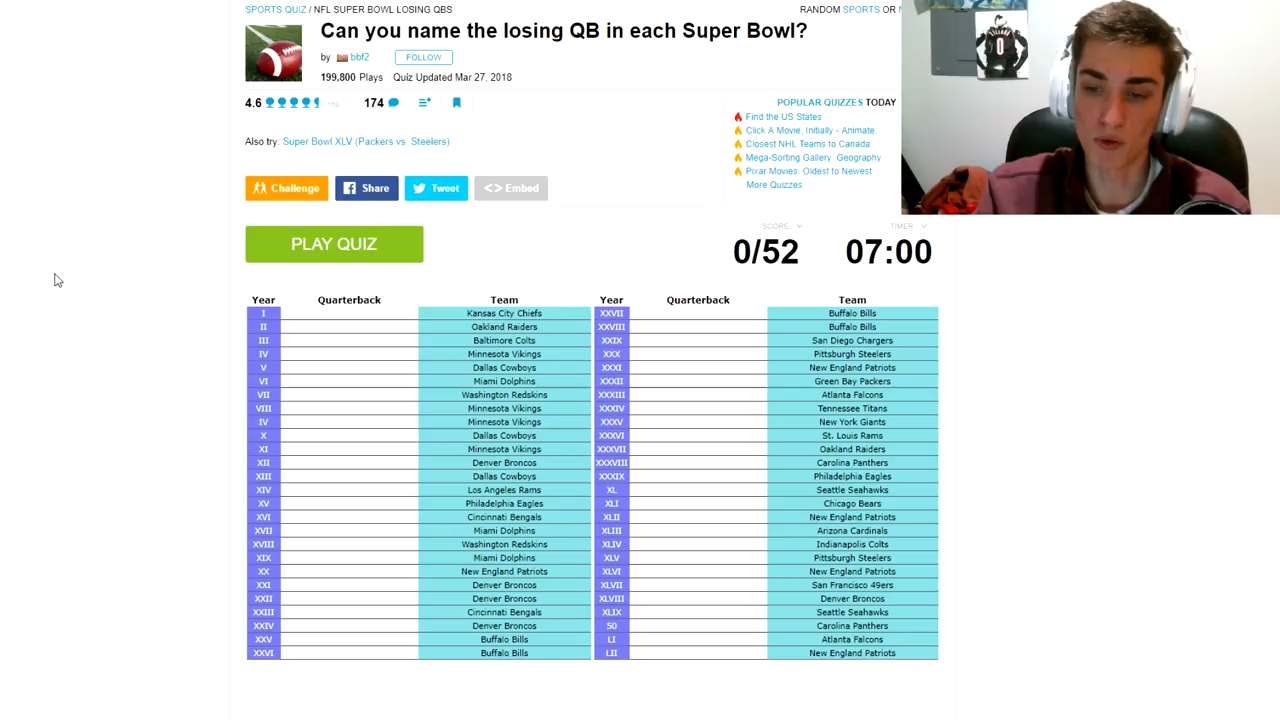 SPORTS QUIZ / NFL SUPER BOWL LOSING QBS
RANDOM SPORTS OR
Can you name the losing QB in each Super Bowl?
by bbf2 FOLLOW
199,800 Plays Quiz Updated Mar 27, 2018
4.6 174
POPULAR QUIZZES TODAY
Find the US States
Click A Movie, Initially - Animate.
Closest NHL Teams to Canada
Mega-Sorting Gallery: Geography
Pixar Movies: Oldest to Newest
More Quizzes
Also try: Super Bowl XLV (Packers vs. Steelers)
Challenge Share Tweet <> Embed
PLAY QUIZ
SCORE TIMER
0/52 07:00
Year Quarterback Team Year Quarterback Team
I Kansas City Chiefs XXVII Buffalo Bills
II Oakland Raiders XXVIII Buffalo Bills
III Baltimore Colts XXIX San Diego Chargers
IV Minnesota Vikings XXX Pittsburgh Steelers
V Dallas Cowboys XXXI New England Patriots
VI Miami Dolphins XXXII Green Bay Packers
VII Washington Redskins XXXIII Atlanta Falcons
VIII Minnesota Vikings XXXIV Tennessee Titans
IV Minnesota Vikings XXXV New York Giants
X Dallas Cowboys XXXVI St. Louis Rams
XI Minnesota Vikings XXXVII Oakland Raiders
XII Denver Broncos XXXVIII Carolina Panthers
XIII Dallas Cowboys XXXIX Philadelphia Eagles
XIV Los Angeles Rams XL Seattle Seahawks
XV Philadelphia Eagles XLI Chicago Bears
XVI Cincinnati Bengals XLII New England Patriots
XVII Miami Dolphins XLIII Arizona Cardinals
XVIII Washington Redskins XLIV Indianapolis Colts
XIX Miami Dolphins XLV Pittsburgh Steelers
XX New England Patriots XLVI New England Patriots
XXI Denver Broncos XLVII San Francisco 49ers
XXII Denver Broncos XLVIII Denver Broncos
XXIII Cincinnati Bengals XLIX Seattle Seahawks
XXIV Denver Broncos 50 Carolina Panthers
XXV Buffalo Bills LI Atlanta Falcons
XXVI Buffalo Bills LII New England Patriots